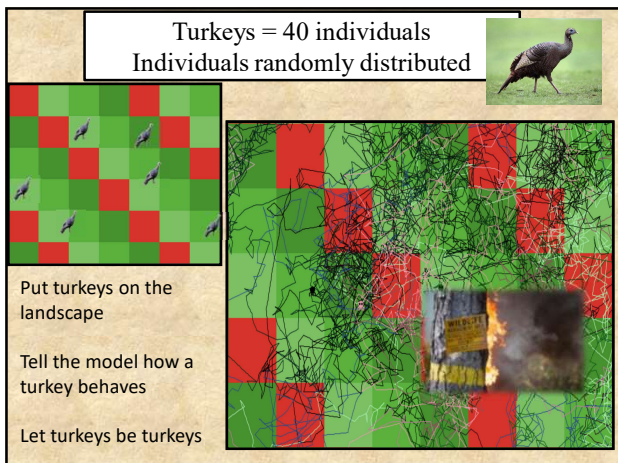 Turkeys = 40 individuals
Individuals randomly distributed
Put turkeys on the
landscape
Tell the model how a
turkey behaves
Let turkeys be turkeys
WILDLIFE